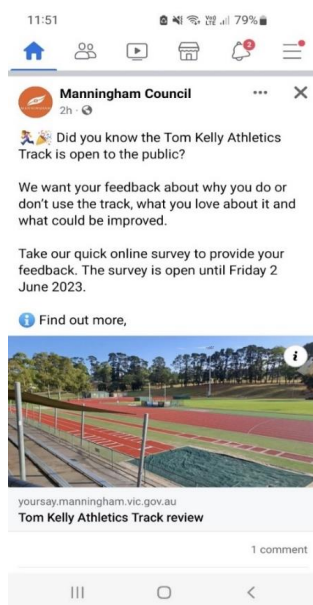 11:51 79%
2
Manningham Council
2h
Did you know the Tom Kelly Athletics
Track is open to the public?
We want your feedback about why you do or
don't use the track, what you love about it and
what could be improved.
Take our quick online survey to provide your
feedback. The survey is open until Friday 2
June 2023.
Find out more,
yoursay.manningham.vic.gov.au
Tom Kelly Athletics Track review
1 comment